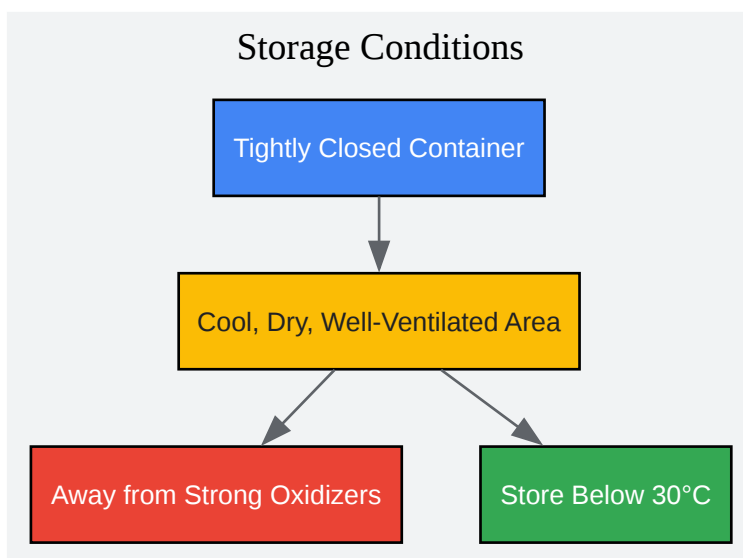 Storage Conditions
Tightly Closed Container
Cool, Dry, Well-Ventilated Area
Away from Strong Oxidizers
Store Below 30°C